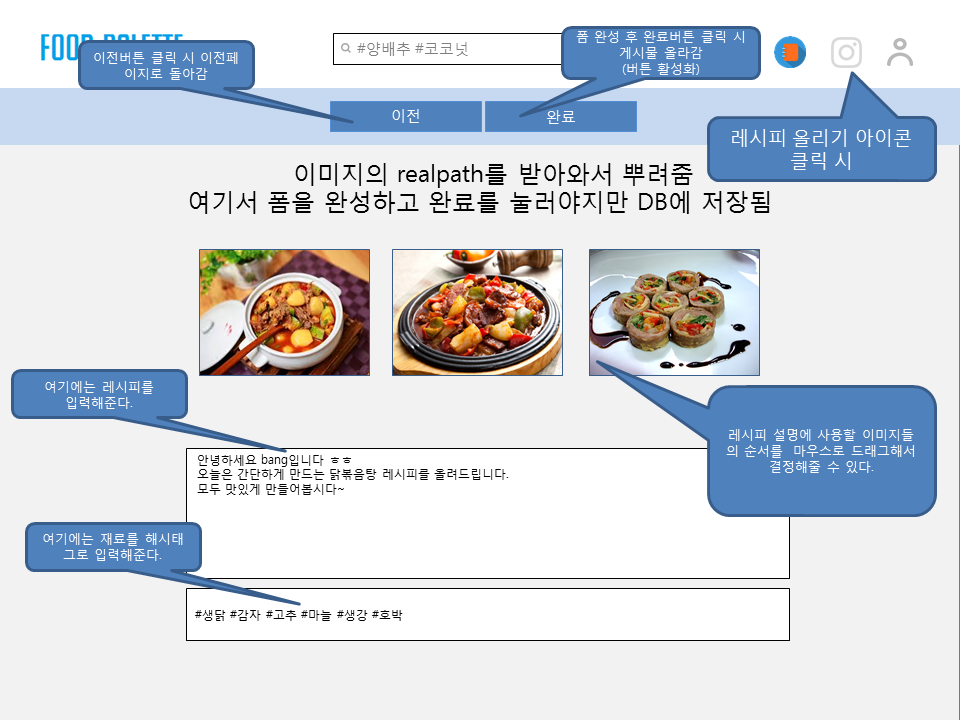 FOOD PALETTE
#양배추 #코코넛
이전버튼 클릭 시 이전페
이지로 돌아감
폼 완성 후 완료버튼 클릭 시
게시물 올라감
(버튼 활성화)
이전
완료
레시피 올리기 아이콘
클릭 시
이미지의 realpath를 받아와서 뿌려줌
여기서 폼을 완성하고 완료를 눌러야지만 DB에 저장됨
여기에는 레시피를
입력해준다.
레시피 설명에 사용할 이미지들
의 순서를 마우스로 드래그해서
결정해줄 수 있다.
안녕하세요 bang입니다 ㅎㅎ
오늘은 간단하게 만드는 닭볶음탕 레시피를 올려드립니다.
모두 맛있게 만들어봅시다~
여기에는 재료를 해시태
그로 입력해준다.
#생닭 #감자 #고추 #마늘 #생강 #호박